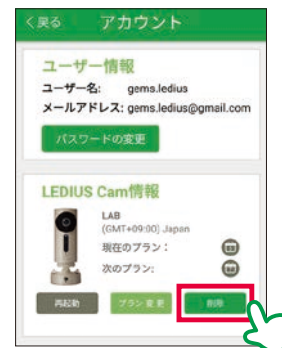 <戻る アカウント
ユーザー情報
ユーザー名: gems.ledius
メールアドレス: gems.ledius@gmail.com
パスワードの変更
LEDIUS Cam情報
LAB
(GMT+09:00) Japan
現在のプラン:
次のプラン:
再起動 プラン変更 削除